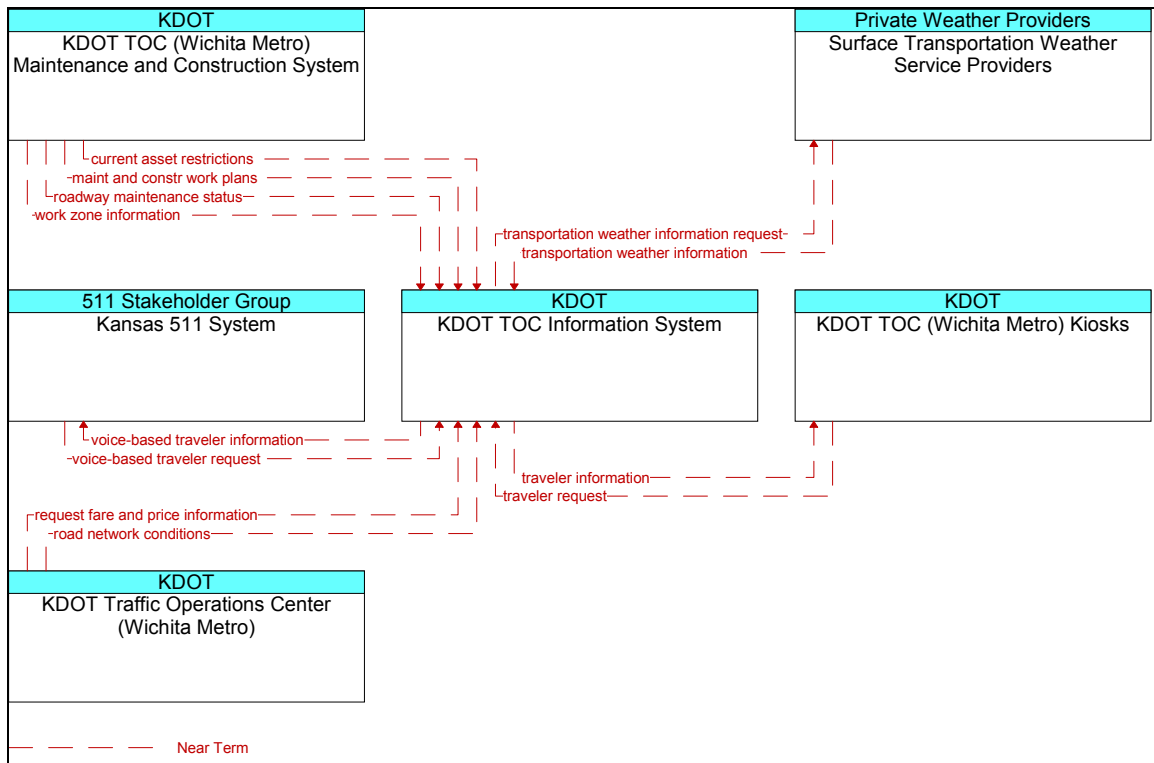 KDOT
KDOT TOC (Wichita Metro)
Maintenance and Construction System
Private Weather Providers
Surface Transportation Weather
Service Providers
current asset restrictions
maint and constr work plans
roadway maintenance status
work zone information
transportation weather information request
transportation weather information
511 Stakeholder Group
Kansas 511 System
KDOT
KDOT TOC Information System
KDOT
KDOT TOC (Wichita Metro) Kiosks
voice-based traveler information
voice-based traveler request
traveler information
traveler request
request fare and price information
road network conditions
KDOT
KDOT Traffic Operations Center
(Wichita Metro)
Near Term